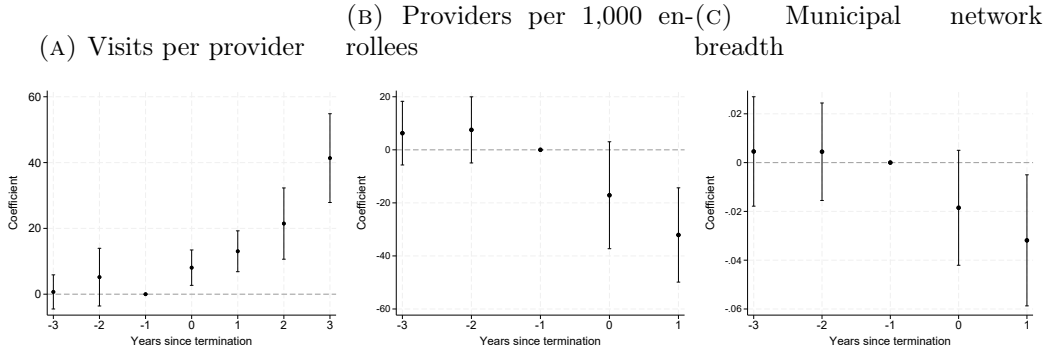 (A) Visits per provider
(B) Providers per 1,000 en-
rollees
(C) Municipal network
breadth
60
40
20
0
Coefficient
-3 -2 -1 0 1 2 3
Years since termination
20
0
-20
-40
-60
Coefficient
-3 -2 -1 0 1
Years since termination
.02
0
-.02
-.04
-.06
Coefficient
-3 -2 -1 0 1
Years since termination